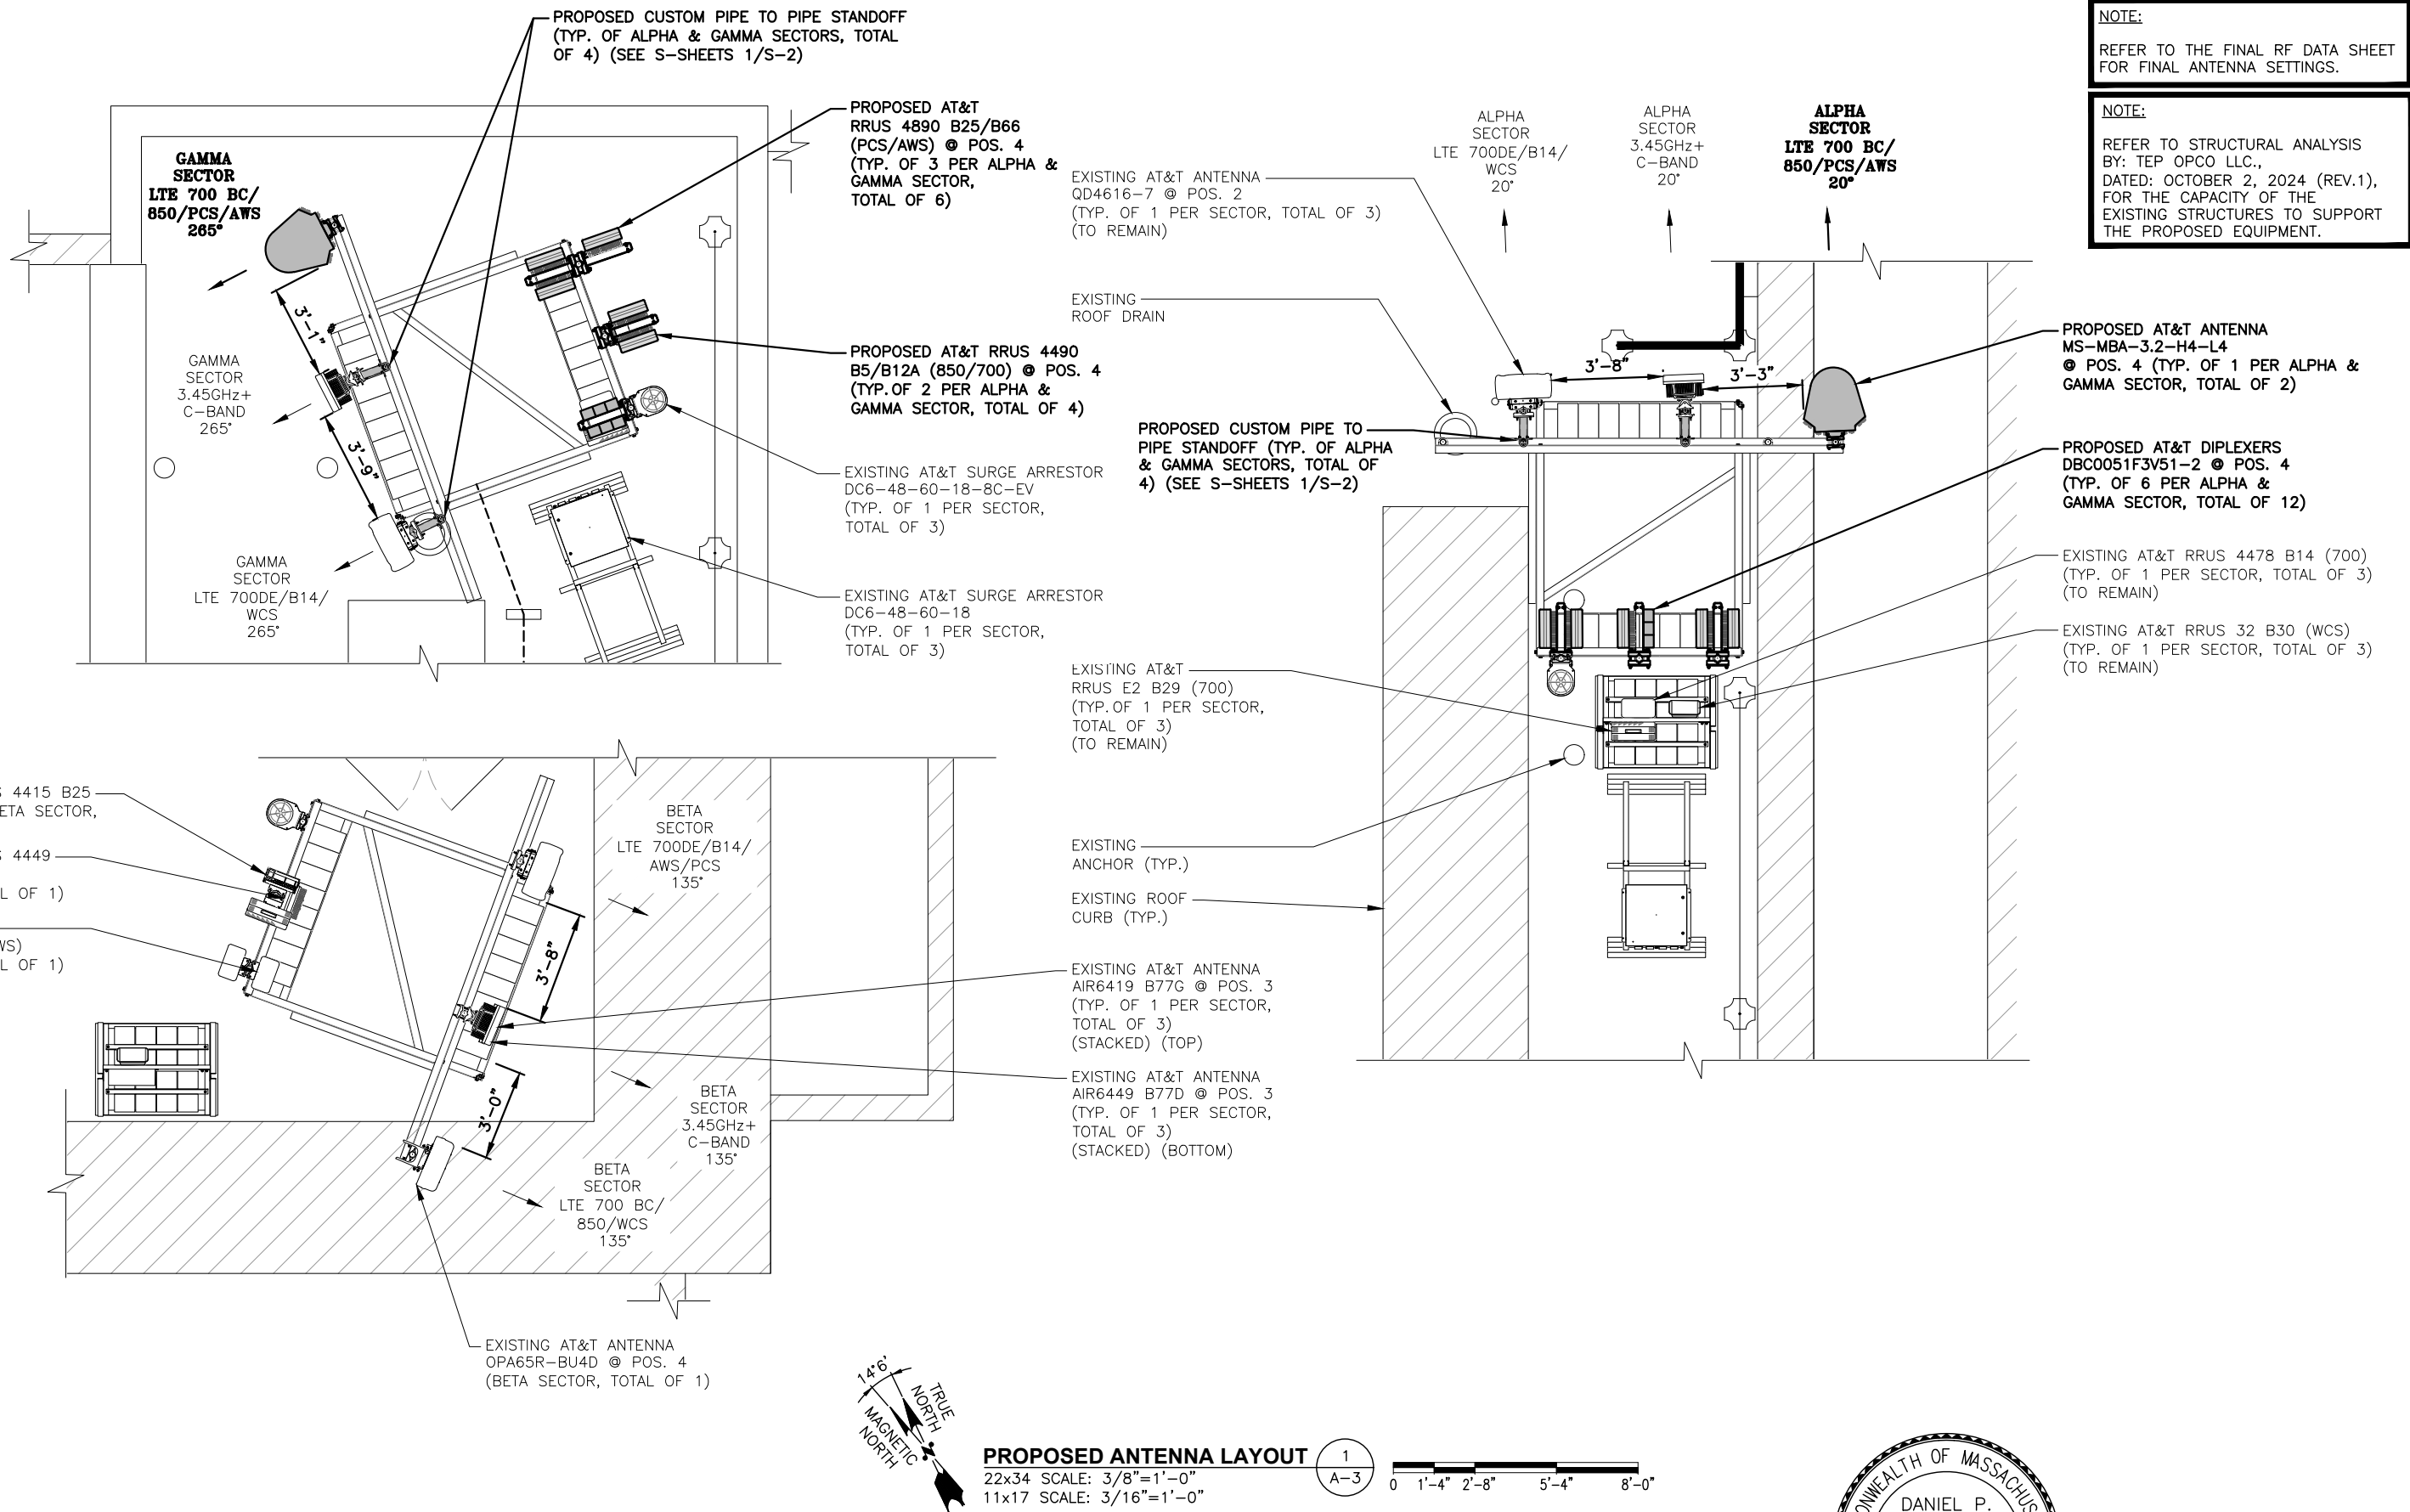 PROPOSED CUSTOM PIPE TO PIPE STANDOFF
(TYP. OF ALPHA & GAMMA SECTORS, TOTAL
OF 4) (SEE S-SHEETS 1/S-2)
PROPOSED AT&T
RRUS 4890 B25/B66
(PCS/AWS) @ POS. 4
(TYP. OF 3 PER ALPHA &
GAMMA SECTOR,
TOTAL OF 6)
GAMMA
SECTOR
LTE 700 BC/
850/PCS/AWS
265°
3'-1"
GAMMA
SECTOR
3.45GHz+
C-BAND
265°
3'-9"
GAMMA
SECTOR
LTE 700DE/B14/
WCS
265°
PROPOSED AT&T RRUS 4490
B5/B12A (850/700) @ POS. 4
(TYP. OF 2 PER ALPHA &
GAMMA SECTOR, TOTAL OF 4)
EXISTING AT&T SURGE ARRESTOR
DC6-48-60-18-8C-EV
(TYP. OF 1 PER SECTOR,
TOTAL OF 3)
EXISTING AT&T SURGE ARRESTOR
DC6-48-60-18
(TYP. OF 1 PER SECTOR,
TOTAL OF 3)
NOTE:
REFER TO THE FINAL RF DATA SHEET
FOR FINAL ANTENNA SETTINGS.
NOTE:
REFER TO STRUCTURAL ANALYSIS
BY: TEP OPCO LLC.,
DATED: OCTOBER 2, 2024 (REV.1),
FOR THE CAPACITY OF THE
EXISTING STRUCTURES TO SUPPORT
THE PROPOSED EQUIPMENT.
ALPHA
SECTOR
LTE 700DE/B14/
WCS
20°
ALPHA
SECTOR
3.45GHz+
C-BAND
20°
ALPHA
SECTOR
LTE 700 BC/
850/PCS/AWS
20°
EXISTING AT&T ANTENNA
QD4616-7 @ POS. 2
(TYP. OF 1 PER SECTOR, TOTAL OF 3)
(TO REMAIN)
EXISTING
ROOF DRAIN
3'-8"
3'-3"
PROPOSED AT&T ANTENNA
MS-MBA-3.2-H4-L4
@ POS. 4 (TYP. OF 1 PER ALPHA &
GAMMA SECTOR, TOTAL OF 2)
PROPOSED CUSTOM PIPE TO
PIPE STANDOFF (TYP. OF ALPHA
& GAMMA SECTORS, TOTAL OF
4) (SEE S-SHEETS 1/S-2)
PROPOSED AT&T DIPLEXERS
DBC0051F3V51-2 @ POS. 4
(TYP. OF 6 PER ALPHA &
GAMMA SECTOR, TOTAL OF 12)
EXISTING AT&T RRUS 4478 B14 (700)
(TYP. OF 1 PER SECTOR, TOTAL OF 3)
(TO REMAIN)
EXISTING AT&T RRUS 32 B30 (WCS)
(TYP. OF 1 PER SECTOR, TOTAL OF 3)
(TO REMAIN)
EXISTING AT&T
RRUS E2 B29 (700)
(TYP. OF 1 PER SECTOR,
TOTAL OF 3)
(TO REMAIN)
EXISTING
ANCHOR (TYP.)
EXISTING ROOF
CURB (TYP.)
4415 B25
SECTOR,
4449
OF 1)
OF 1)
BETA
SECTOR
LTE 700DE/B14/
AWS/PCS
135°
3'-8"
BETA
SECTOR
3.45GHz+
C-BAND
135°
3'-0"
BETA
SECTOR
LTE 700 BC/
850/WCS
135°
EXISTING AT&T ANTENNA
AIR6419 B77G @ POS. 3
(TYP. OF 1 PER SECTOR,
TOTAL OF 3)
(STACKED) (TOP)
EXISTING AT&T ANTENNA
AIR6449 B77D @ POS. 3
(TYP. OF 1 PER SECTOR,
TOTAL OF 3)
(STACKED) (BOTTOM)
EXISTING AT&T ANTENNA
OPA65R-BU4D @ POS. 4
(BETA SECTOR, TOTAL OF 1)
14°6'
TRUE
NORTH
MAGNETIC
NORTH
N
PROPOSED ANTENNA LAYOUT
22x34 SCALE: 3/8"=1'-0"
11x17 SCALE: 3/16"=1'-0"
1
A-3
0 1'-4" 2'-8" 5'-4" 8'-0"
OF
DANIEL P.